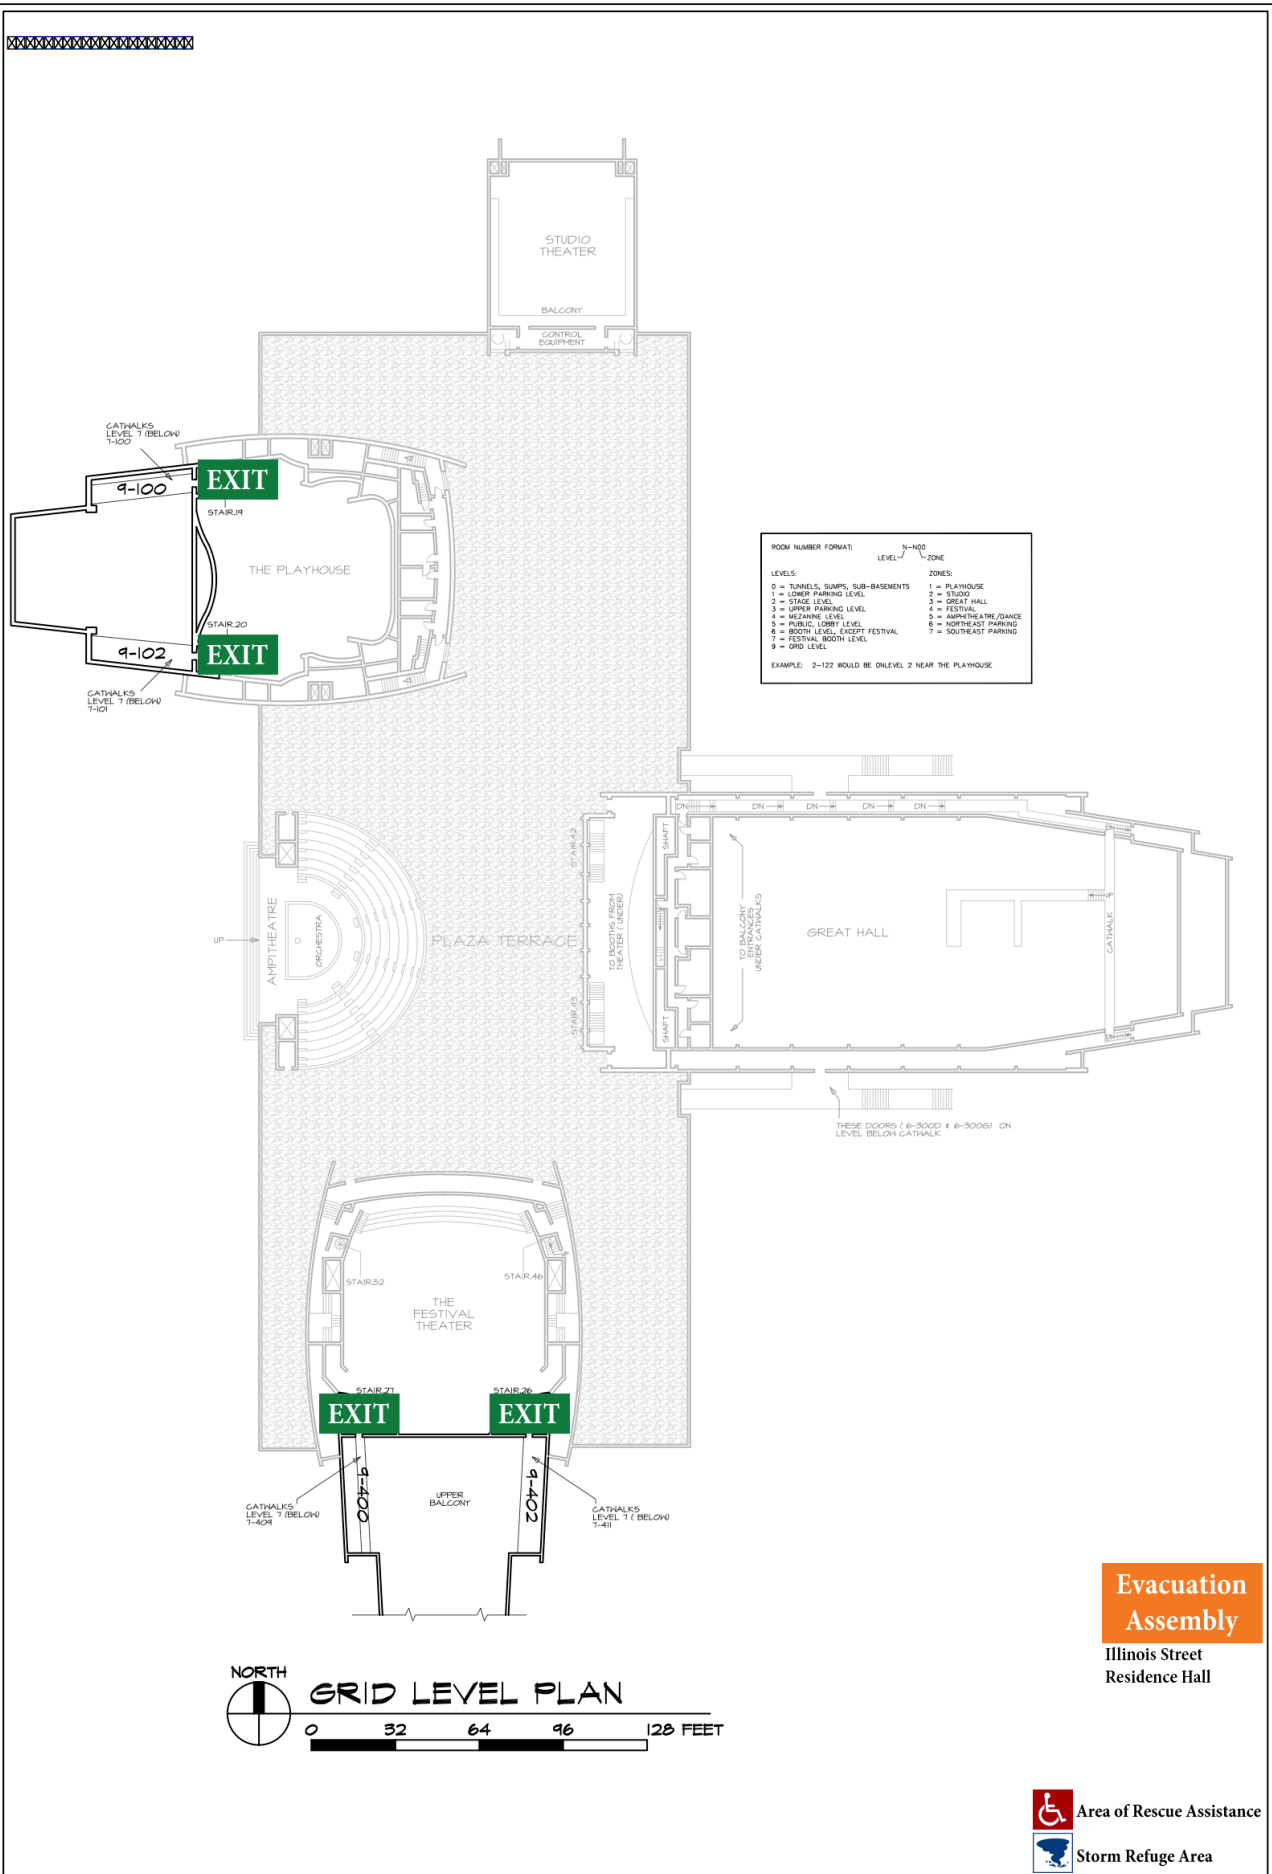 STUDIO
THEATER
BALCONY
CONTROL
EQUIPMENT
CATWALKS
LEVEL 7 (BELOW)
7-100
9-100
EXIT
STAIR.19
THE PLAYHOUSE
STAIR.20
EXIT
9-102
CATWALKS
LEVEL 7 (BELOW)
7-101
ROOM NUMBER FORMAT:
N-N00
LEVEL
ZONE
LEVELS:
0 = TUNNELS, SUMPS, SUB-BASEMENTS
1 = LOWER PARKING LEVEL
2 = STAGE LEVEL
3 = UPPER PARKING LEVEL
4 = MEZANINE LEVEL
5 = PUBLIC, LOBBY LEVEL
6 = BOOTH LEVEL, EXCEPT FESTIVAL
7 = FESTIVAL BOOTH LEVEL
9 = GRID LEVEL
ZONES:
1 = PLAYHOUSE
2 = STUDIO
3 = GREAT HALL
4 = FESTIVAL
5 = AMPHITHEATRE/DANCE
6 = NORTHEAST PARKING
7 = SOUTHEAST PARKING
EXAMPLE: 2-122 WOULD BE ONLEVEL 2 NEAR THE PLAYHOUSE
DN
DN
DN
DN
DN
SHAFT
STAIR.42
DN
UP
AMPITHEATRE
ORCHESTRA
PLAZA TERRACE
TO BOOTHS FROM
THEATER ( UNDER)
TO BALCONY
ENTRANCES
UNDER CATWALKS
GREAT HALL
UP
CATWALK
STAIR.43
SHAFT
DN
THESE DOORS ( 6-300D & 6-300G) ON
LEVEL BELOW CATWALK
UP
STAIR.52
STAIR.46
THE
FESTIVAL
THEATER
STAIR.27
STAIR.26
EXIT
EXIT
9-400
9-402
UPPER
BALCONY
CATWALKS
LEVEL 7 (BELOW)
7-409
CATWALKS
LEVEL 7 ( BELOW)
7-411
Evacuation
Assembly
Illinois Street
Residence Hall
NORTH
GRID LEVEL PLAN
0 32 64 96 128 FEET
Area of Rescue Assistance
Storm Refuge Area